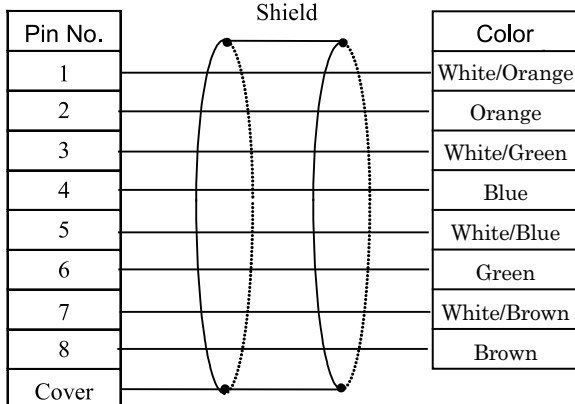 Shield
Pin No. Color
1 White/Orange
2 Orange
3 White/Green
4 Blue
5 White/Blue
6 Green
7 White/Brown
8 Brown
Cover